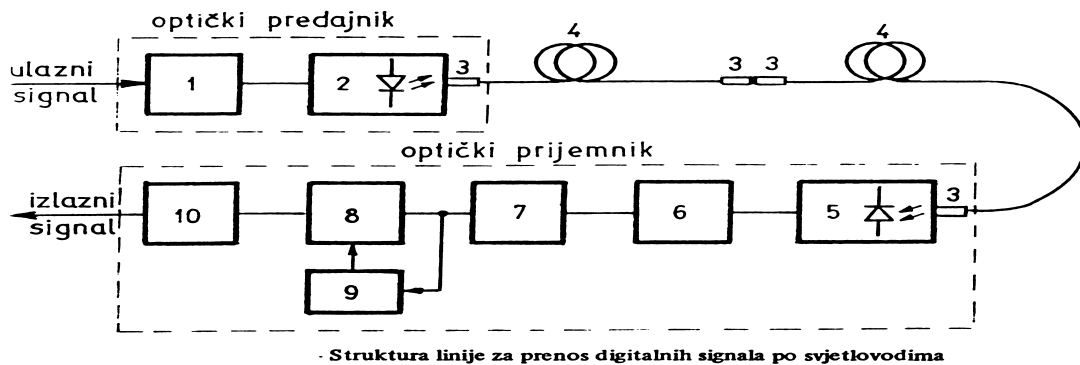 optički predajnik
4
4
ulazni
signal
1
2
3
3 3
optički prijemnik
izlazni
signal
10
8
7
6
5
3
9
- Struktura linije za prenos digitalnih signala po svjetlovodima